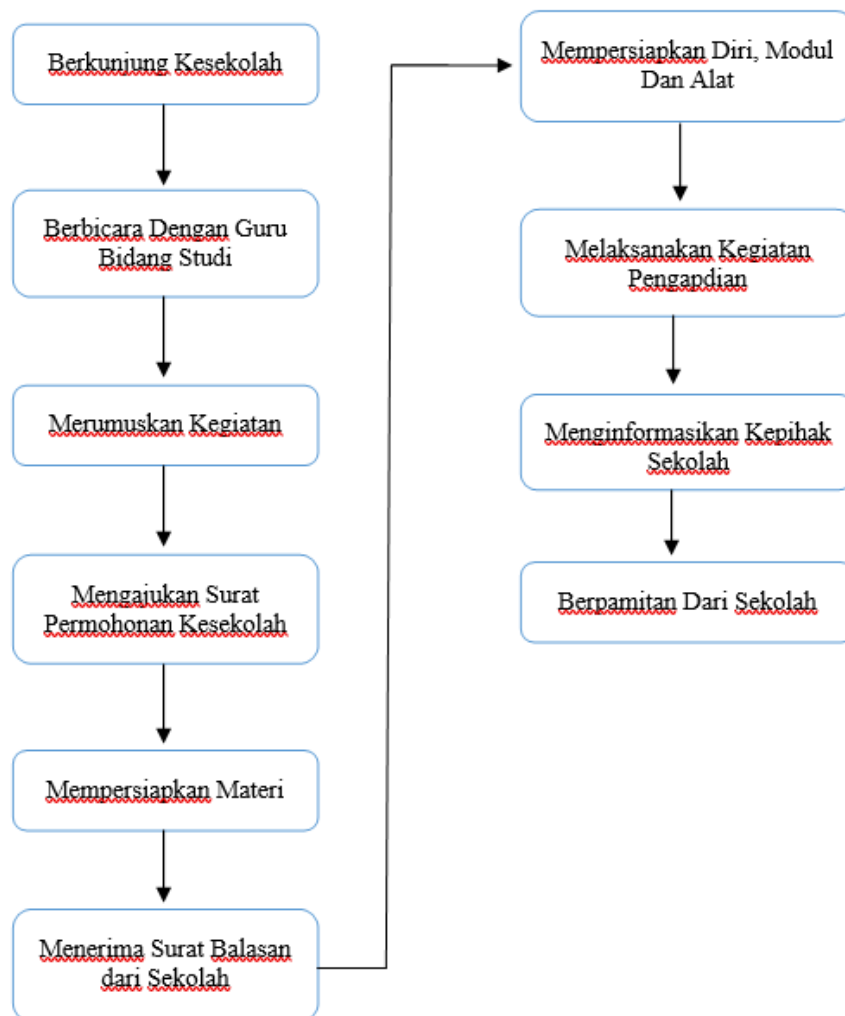 Berkunjung Kesekolah
Berbicara Dengan Guru
Bidang Studi
Merumuskan Kegiatan
Mengajukan Surat
Permohonan Kesekolah
Mempersiapkan Materi
Menerima Surat Balasan
dari Sekolah
Mempersiapkan Diri, Modul
Dan Alat
Melaksanakan Kegiatan
Pengapdian
Menginformasikan Kepihak
Sekolah
Berpamitan Dari Sekolah